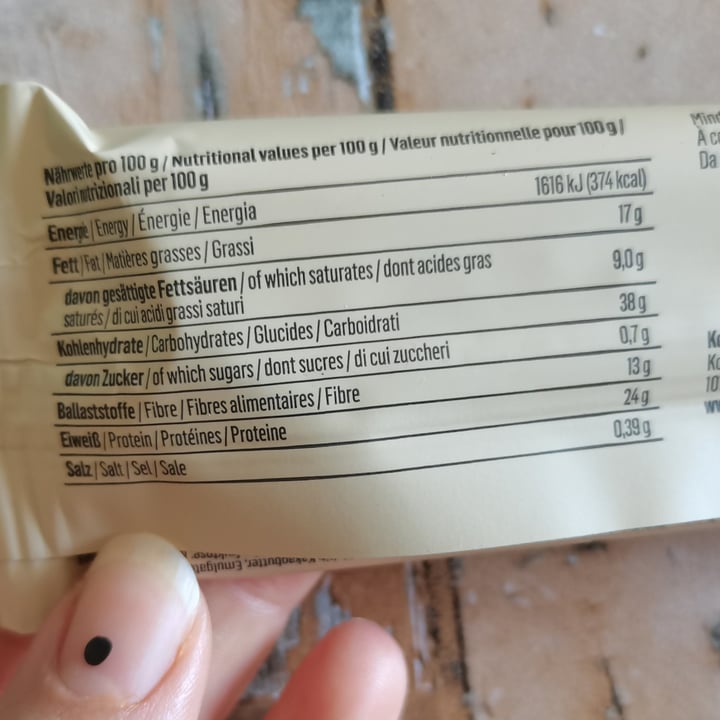 Nährwerte pro 100 g / Nutritional values per 100 g / Valeur nutritionnelle pour 100 g /
Valori nutrizionali per 100 g
Energie / Energy / Énergie / Energia 1616 kJ (374 kcal)
Fett / Fat / Matières grasses / Grassi 17 g
davon gesättigte Fettsäuren / of which saturates / dont acides gras
saturés / di cui acidi grassi saturi 9,0 g
Kohlenhydrate / Carbohydrates / Glucides / Carboidrati 38 g
davon Zucker / of which sugars / dont sucres / di cui zuccheri 0,7 g
Ballaststoffe / Fibre / Fibres alimentaires / Fibre 13 g
Eiweiß / Protein / Protéines / Proteine 24 g
Salz / Salt / Sel / Sale 0,39 g
Da
Kakaobutter, Emulgat